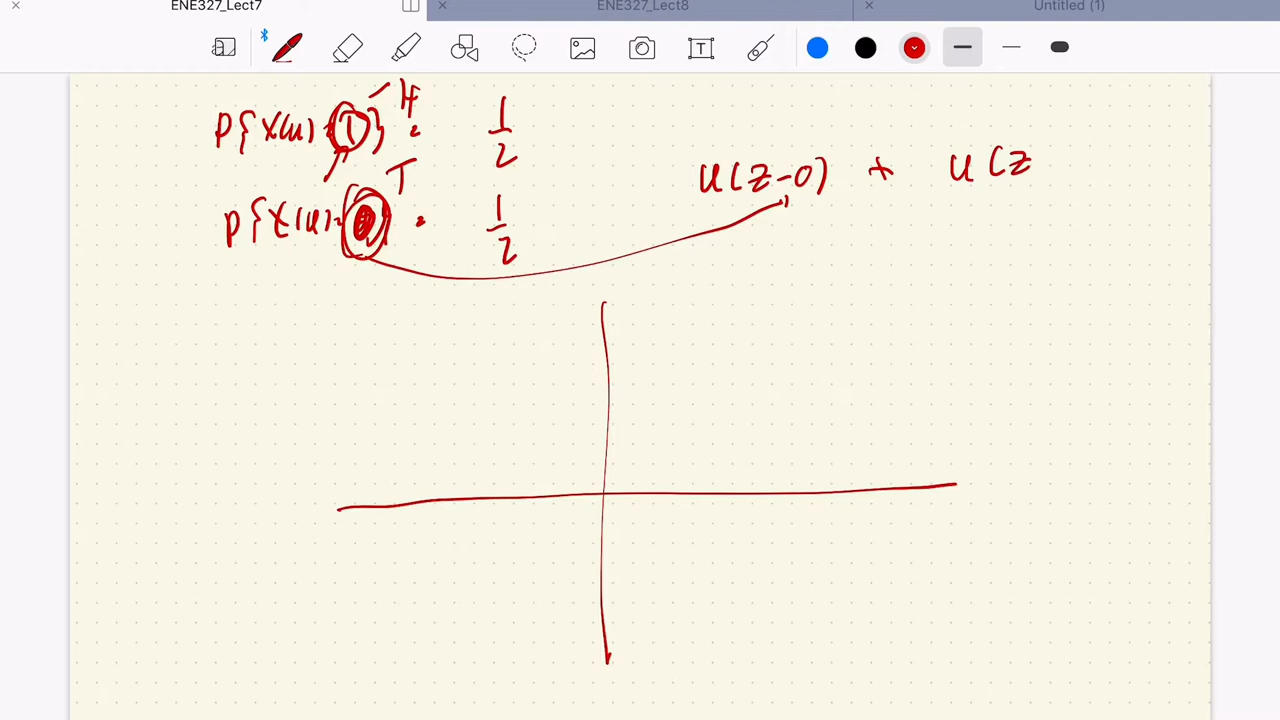 ENE327_Lect7 ENE327_Lect8 Untitled (1)
H
P{X(u)=1} = 1/2
T
P{X(u)=0} = 1/2
U(z-0) + U(z